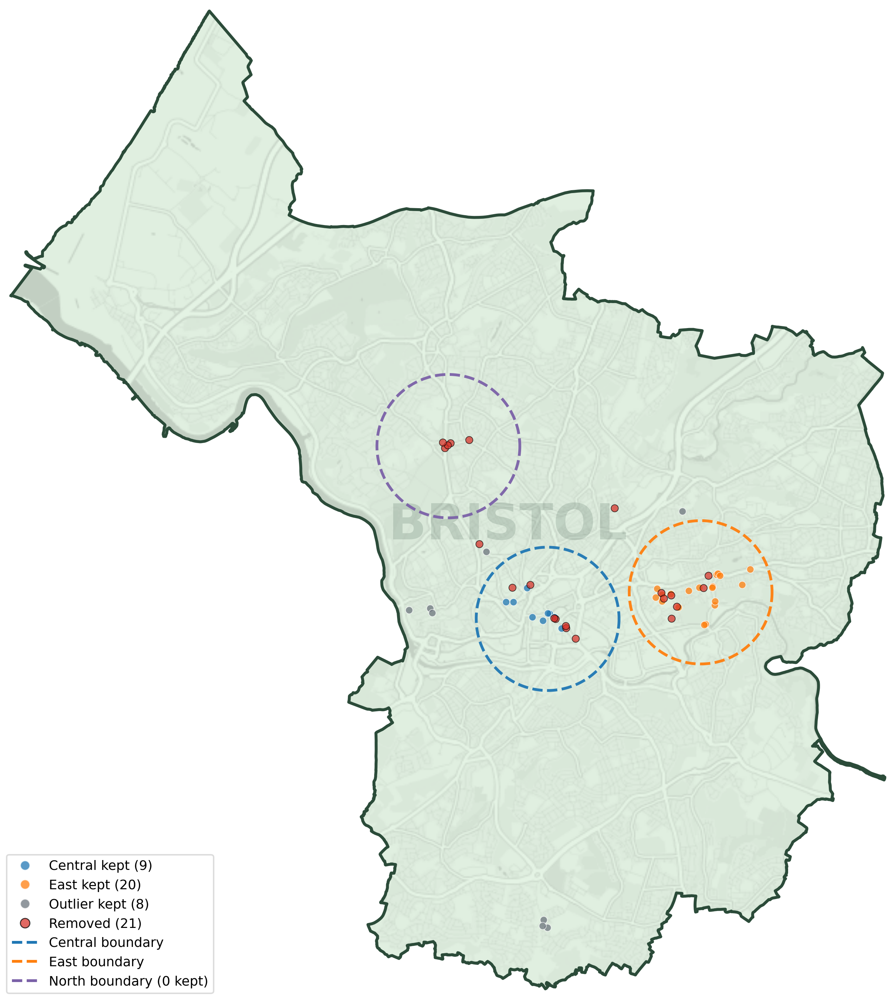 BRISTOL
Central kept (9)
East kept (20)
Outlier kept (8)
Removed (21)
Central boundary
East boundary
North boundary (0 kept)